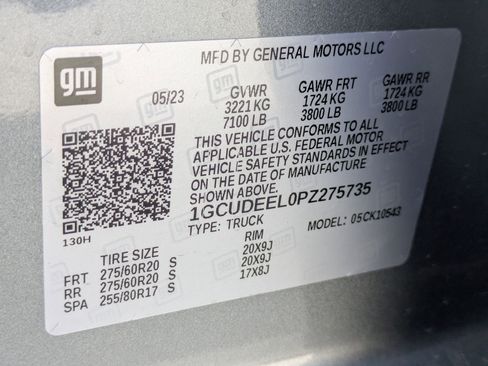 gm
MFD BY GENERAL MOTORS LLC
05/23 GVWR GAWR FRT GAWR RR
3221 KG 1724 KG 1724 KG
7100 LB 3800 LB 3800 LB
THIS VEHICLE CONFORMS TO ALL
APPLICABLE U.S. FEDERAL MOTOR
VEHICLE SAFETY STANDARDS IN EFFECT
ON THE DATE OF MANUFACTURE
SHOWN ABOVE.
1GCUDEEL0PZ275735
130H TYPE: TRUCK MODEL: 05CK10543
TIRE SIZE RIM
FRT 275/60R20 S 20X9J
RR 275/60R20 S 20X9J
SPA 255/80R17 S 17X8J